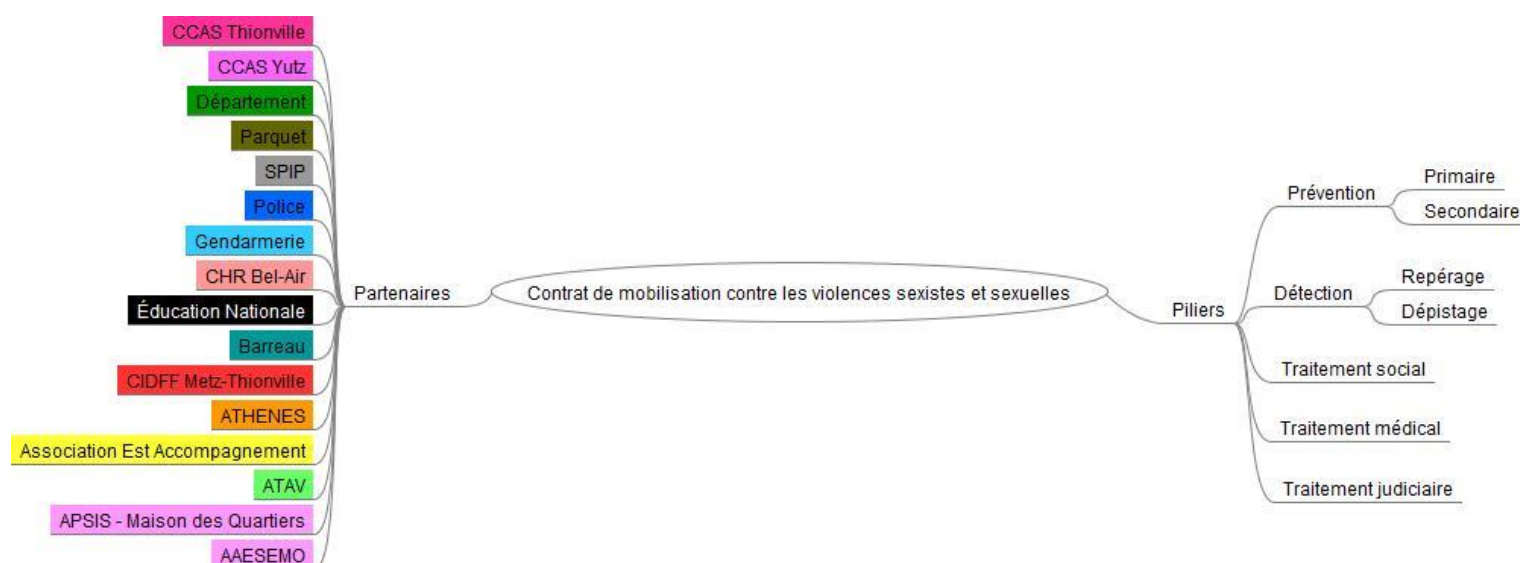 CCAS Thionville
CCAS Yutz
Département
Parquet
SPIP
Police
Gendarmerie
CHR Bel-Air
Éducation Nationale
Barreau
CIDFF Metz-Thionville
ATHENES
Association Est Accompagnement
ATAV
APSIS - Maison des Quartiers
AAESEMO
Partenaires
Contrat de mobilisation contre les violences sexistes et sexuelles
Piliers
Prévention
Primaire
Secondaire
Détection
Repérage
Dépistage
Traitement social
Traitement médical
Traitement judiciaire